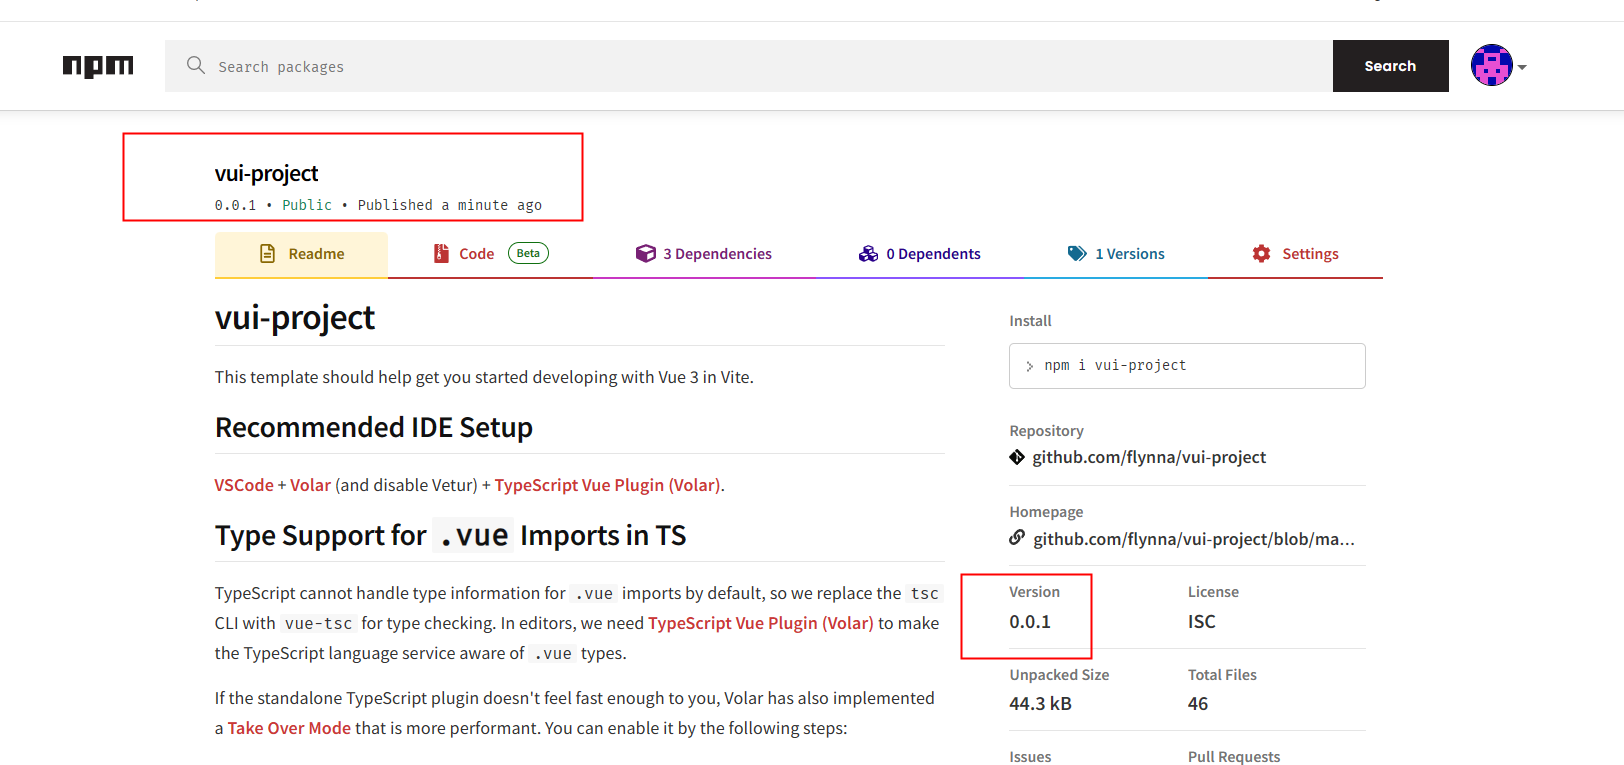 npm
Search packages
Search
vui-project
0.0.1 • Public • Published a minute ago
Readme
Code Beta
3 Dependencies
0 Dependents
1 Versions
Settings
vui-project
This template should help get you started developing with Vue 3 in Vite.
Recommended IDE Setup
VSCode + Volar (and disable Vetur) + TypeScript Vue Plugin (Volar).
Type Support for .vue Imports in TS
TypeScript cannot handle type information for .vue imports by default, so we replace the tsc
CLI with vue-tsc for type checking. In editors, we need TypeScript Vue Plugin (Volar) to make
the TypeScript language service aware of .vue types.
If the standalone TypeScript plugin doesn't feel fast enough to you, Volar has also implemented
a Take Over Mode that is more performant. You can enable it by the following steps:
Install
> npm i vui-project
Repository
github.com/flynna/vui-project
Homepage
github.com/flynna/vui-project/blob/ma...
Version
0.0.1
License
ISC
Unpacked Size
44.3 kB
Total Files
46
Issues
Pull Requests